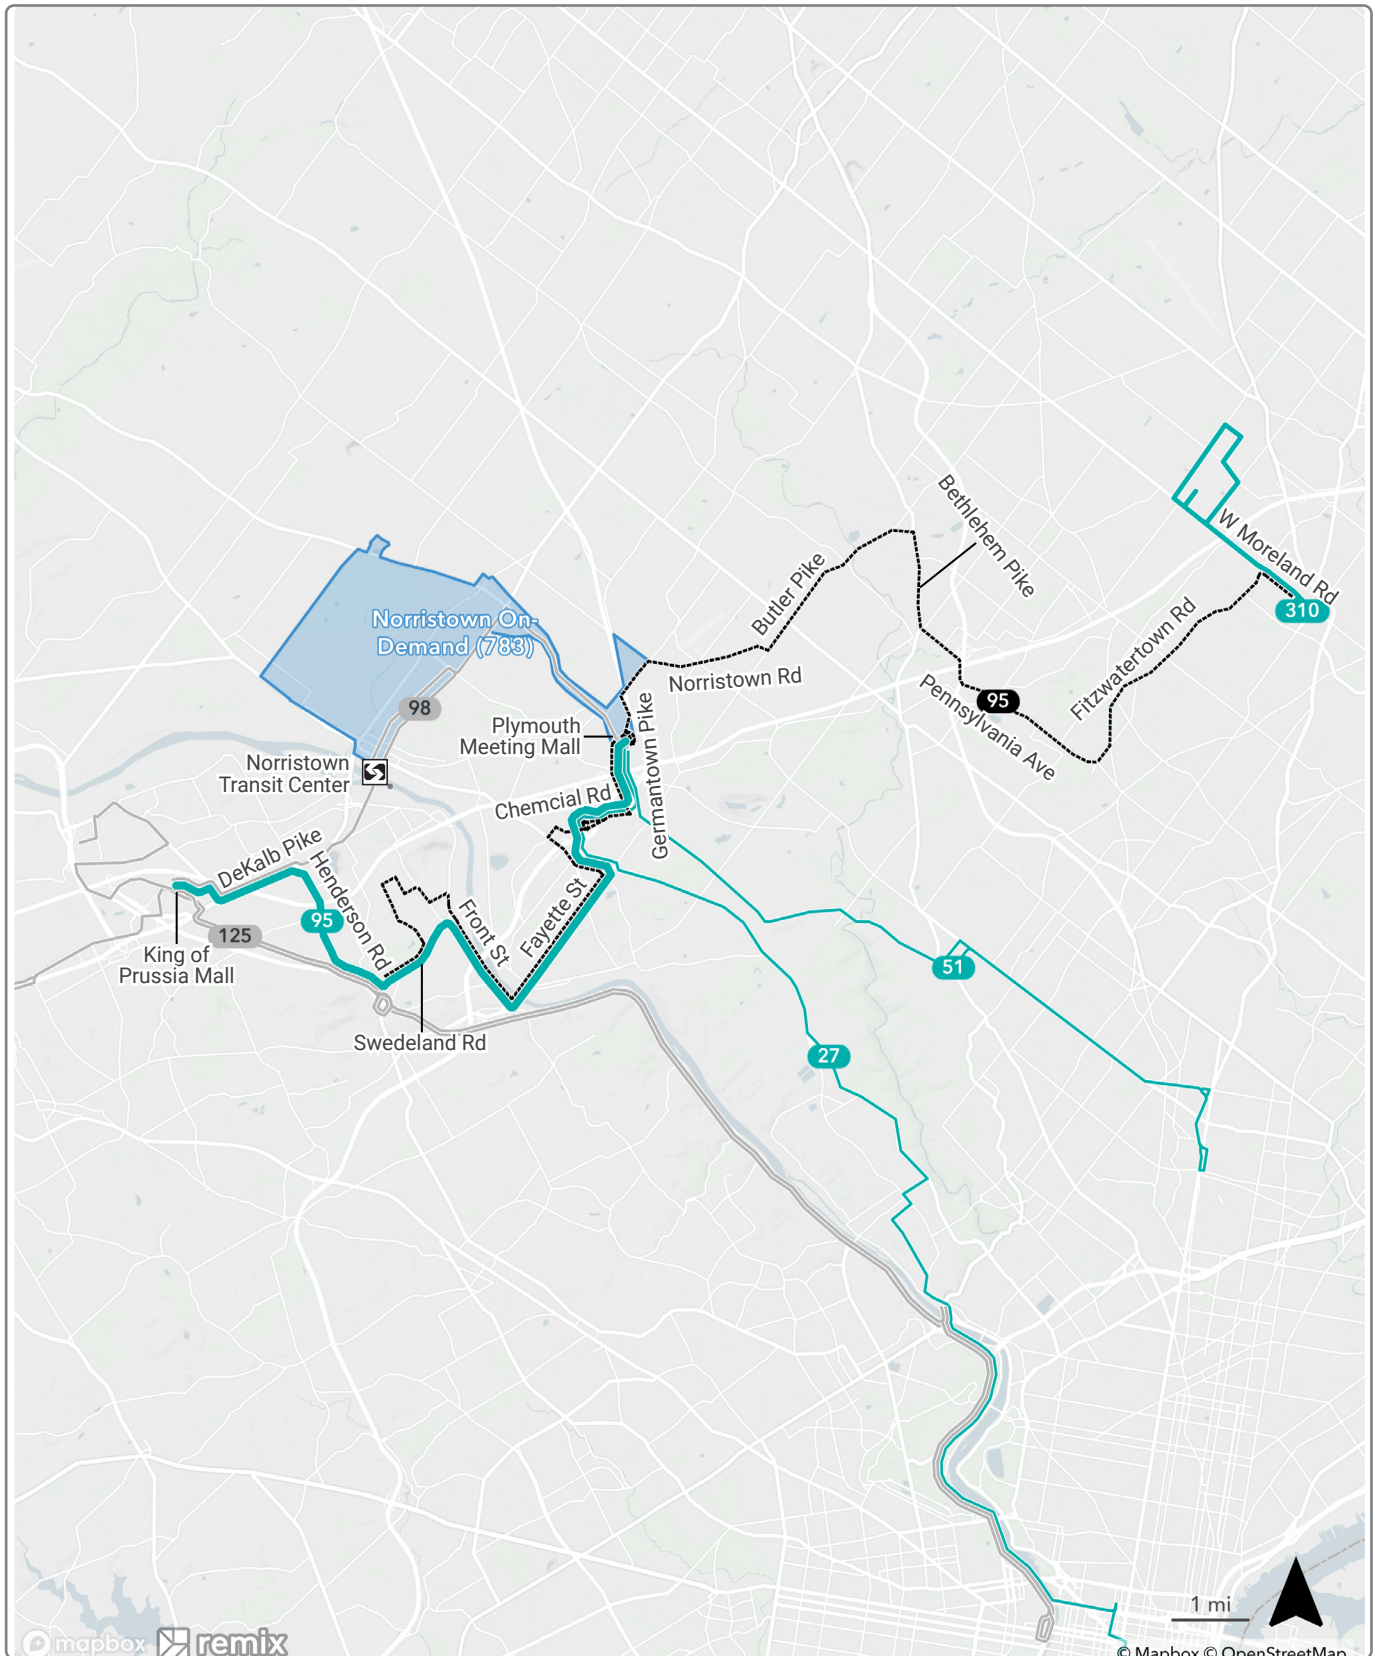 Bethlehem Pike
W Moreland Rd
310
Butler Pike
Norristown On-
Demand (783)
Fitzwatertown Rd
Norristown Rd
95
Pennsylvania Ave
98
Plymouth
Meeting Mall
Germantown Pike
Norristown
Transit Center
Chemcial Rd
DeKalb Pike
Henderson Rd
95
Fayette St
Front St
125
King of
Prussia Mall
51
Swedeland Rd
27
1 mi
mapbox
remix
© Mapbox © OpenStreetMap